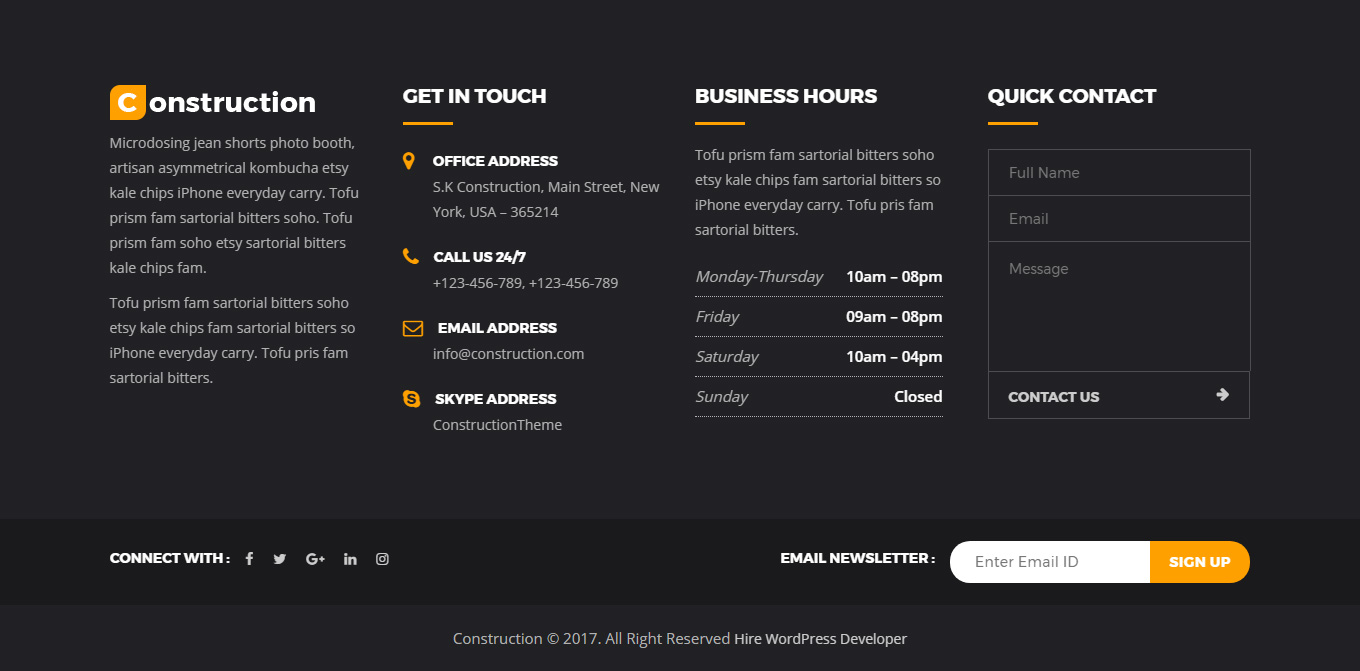 Construction
Microdosing jean shorts photo booth,
artisan asymmetrical kombucha etsy
kale chips iPhone everyday carry. Tofu
prism fam sartorial bitters soho. Tofu
prism fam soho etsy sartorial bitters
kale chips fam.
Tofu prism fam sartorial bitters soho
etsy kale chips fam sartorial bitters so
iPhone everyday carry. Tofu pris fam
sartorial bitters.
GET IN TOUCH
OFFICE ADDRESS
S.K Construction, Main Street, New
York, USA – 365214
CALL US 24/7
+123-456-789, +123-456-789
EMAIL ADDRESS
info@construction.com
SKYPE ADDRESS
ConstructionTheme
BUSINESS HOURS
Tofu prism fam sartorial bitters soho
etsy kale chips fam sartorial bitters so
iPhone everyday carry. Tofu pris fam
sartorial bitters.
Monday-Thursday 10am – 08pm
Friday 09am – 08pm
Saturday 10am – 04pm
Sunday Closed
QUICK CONTACT
Full Name
Email
Message
CONTACT US
CONNECT WITH :
EMAIL NEWSLETTER : Enter Email ID SIGN UP
Construction © 2017. All Right Reserved Hire WordPress Developer